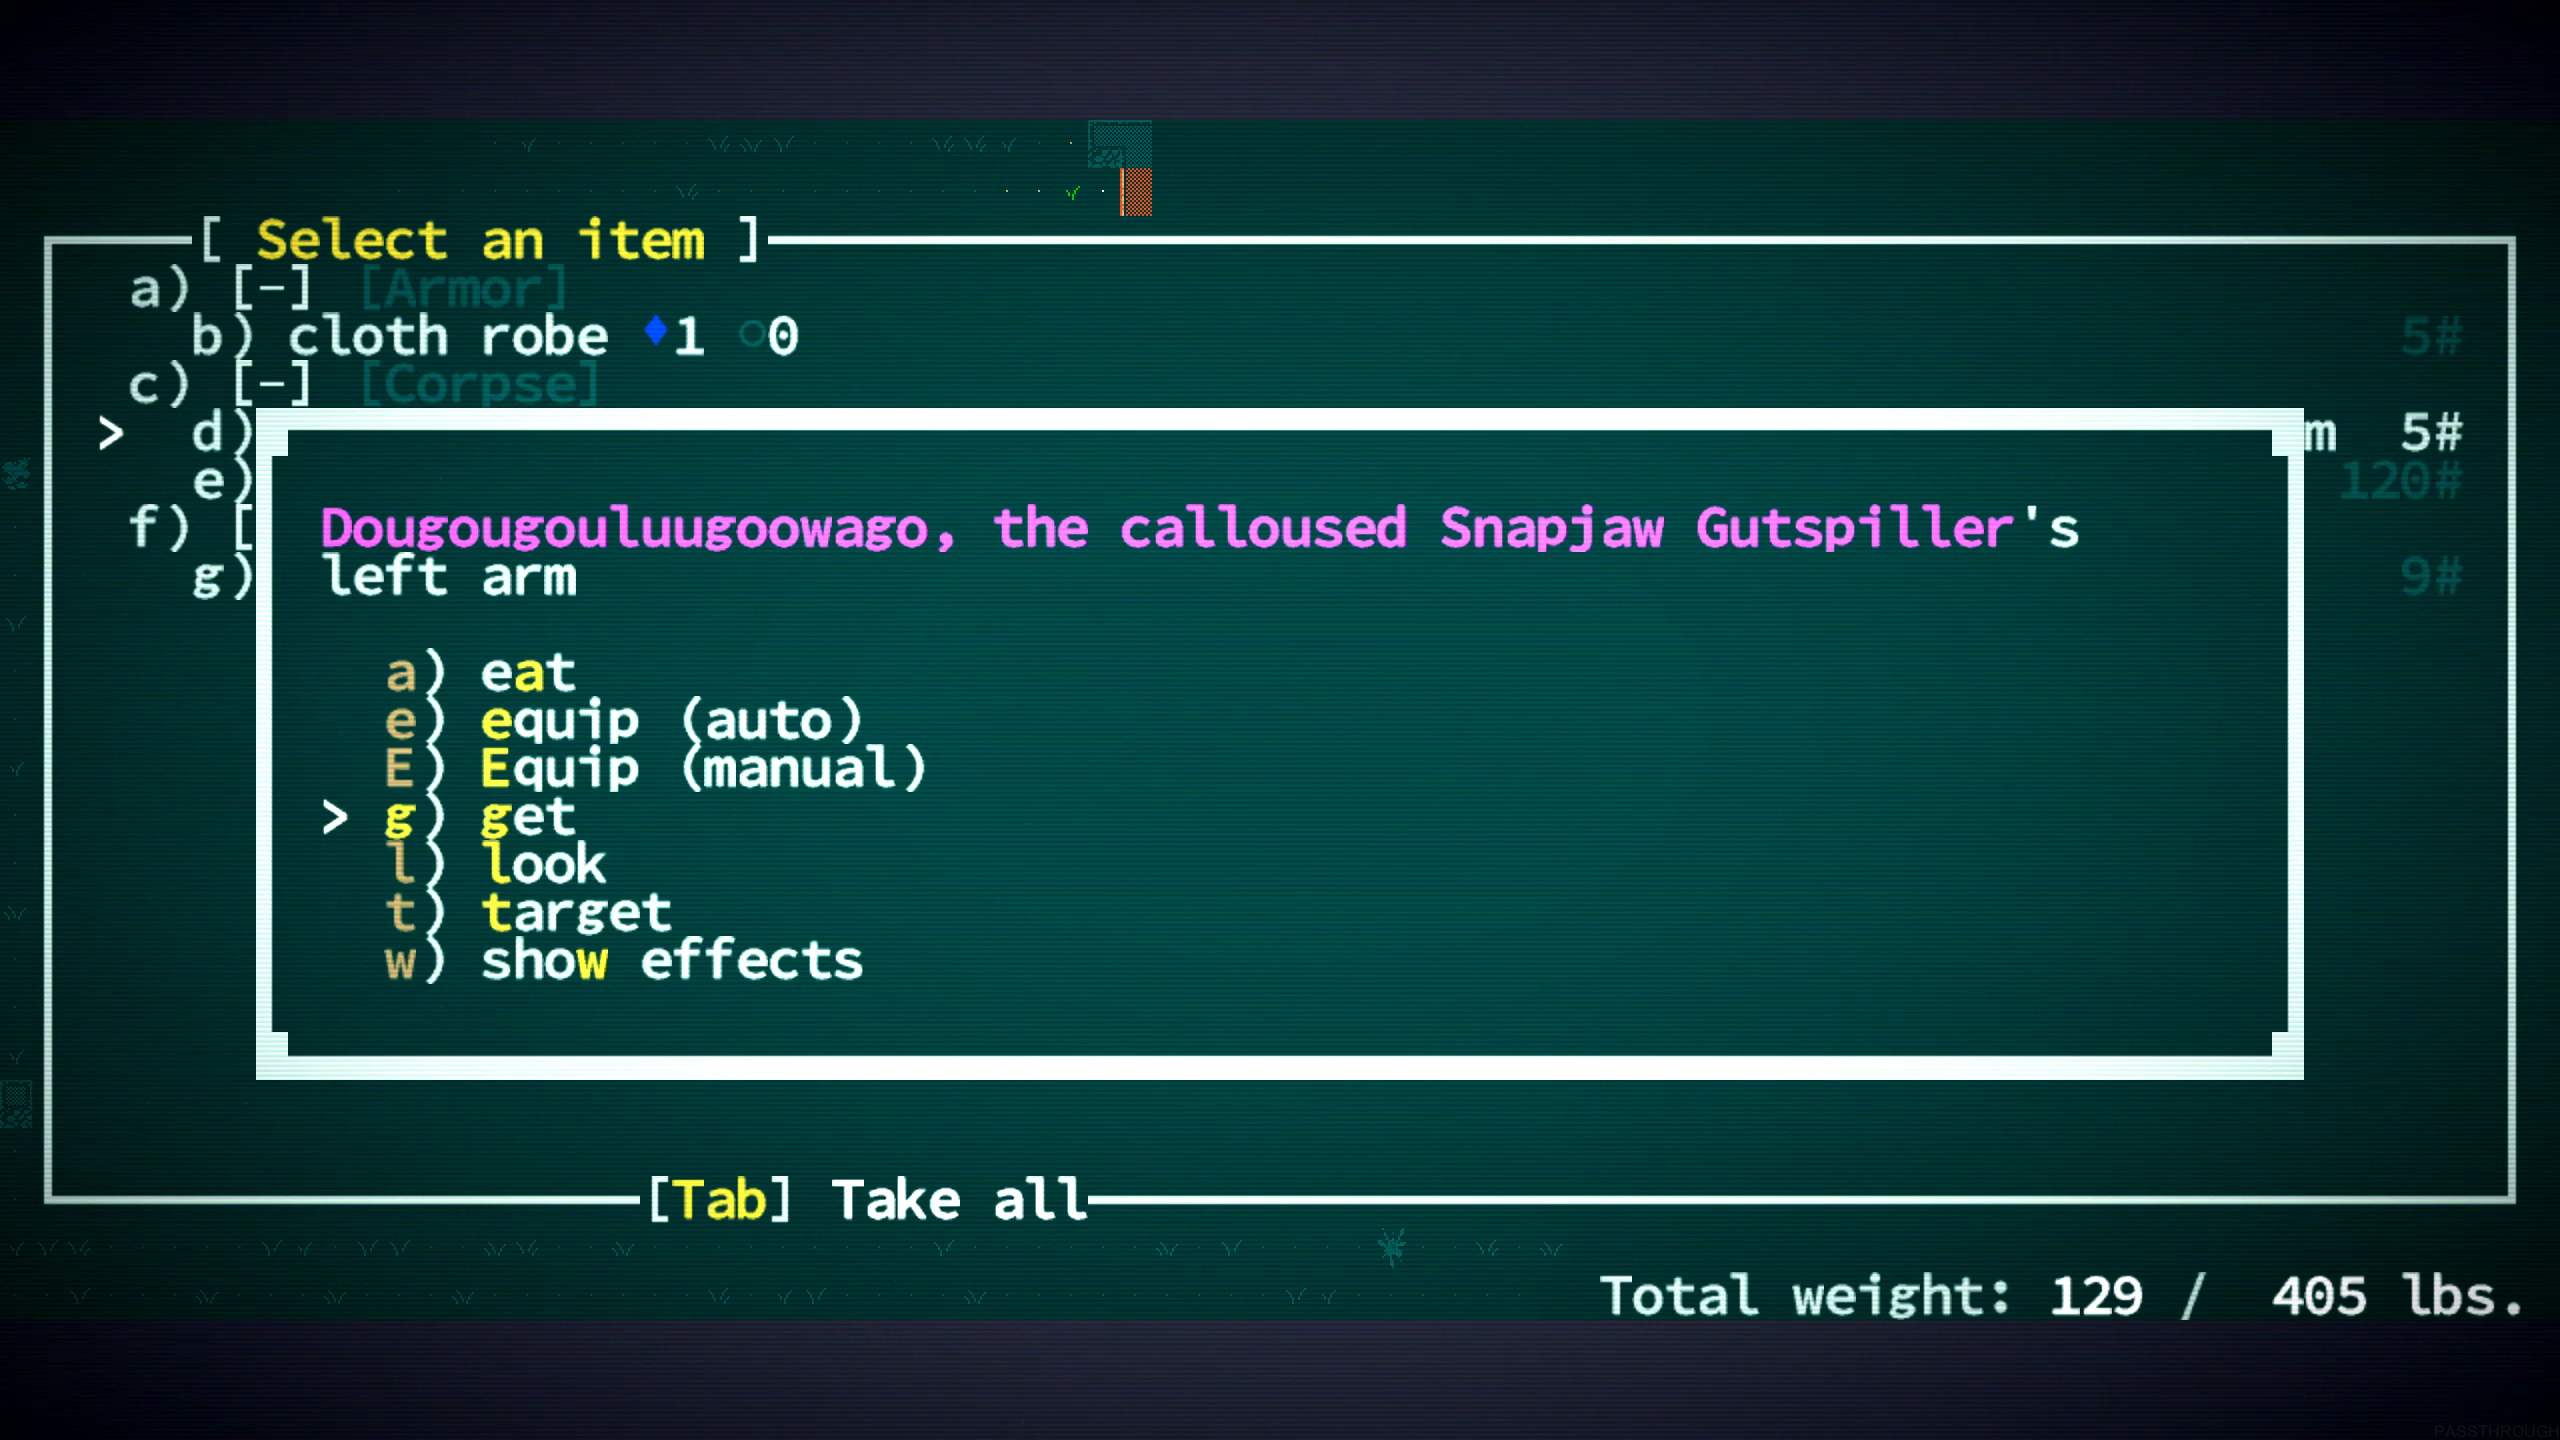 [ Select an item ]
a) [-] [Armor]
b) cloth robe ♦1 ○0 5#
c) [-] [Corpse]
> d) m 5#
e) 120#
f) [
g) 9#
Dougougouluugoowago, the calloused Snapjaw Gutspiller's
left arm
a) eat
e) equip (auto)
E) Equip (manual)
> g) get
l) look
t) target
w) show effects
[Tab] Take all
Total weight: 129 / 405 lbs.
PASSTHROUGH